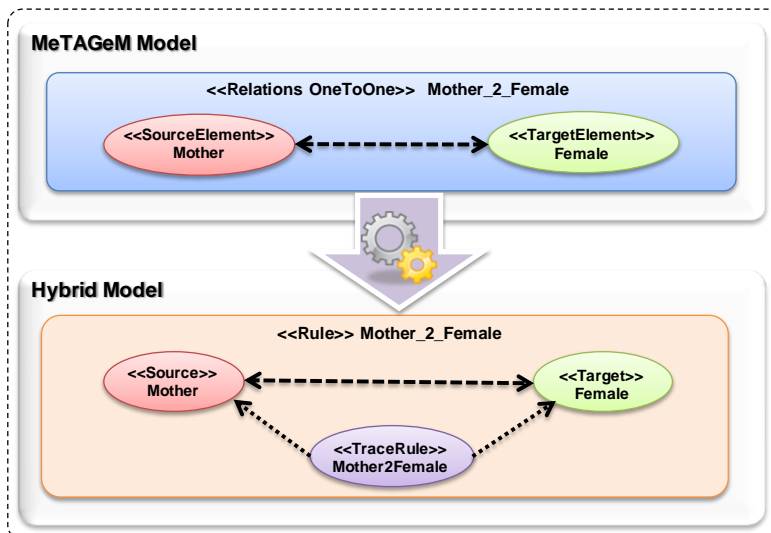 MeTAGeM Model
<<Relations OneToOne>> Mother_2_Female
<<SourceElement>>
Mother
<<TargetElement>>
Female
Hybrid Model
<<Rule>> Mother_2_Female
<<Source>>
Mother
<<Target>>
Female
<<TraceRule>>
Mother2Female